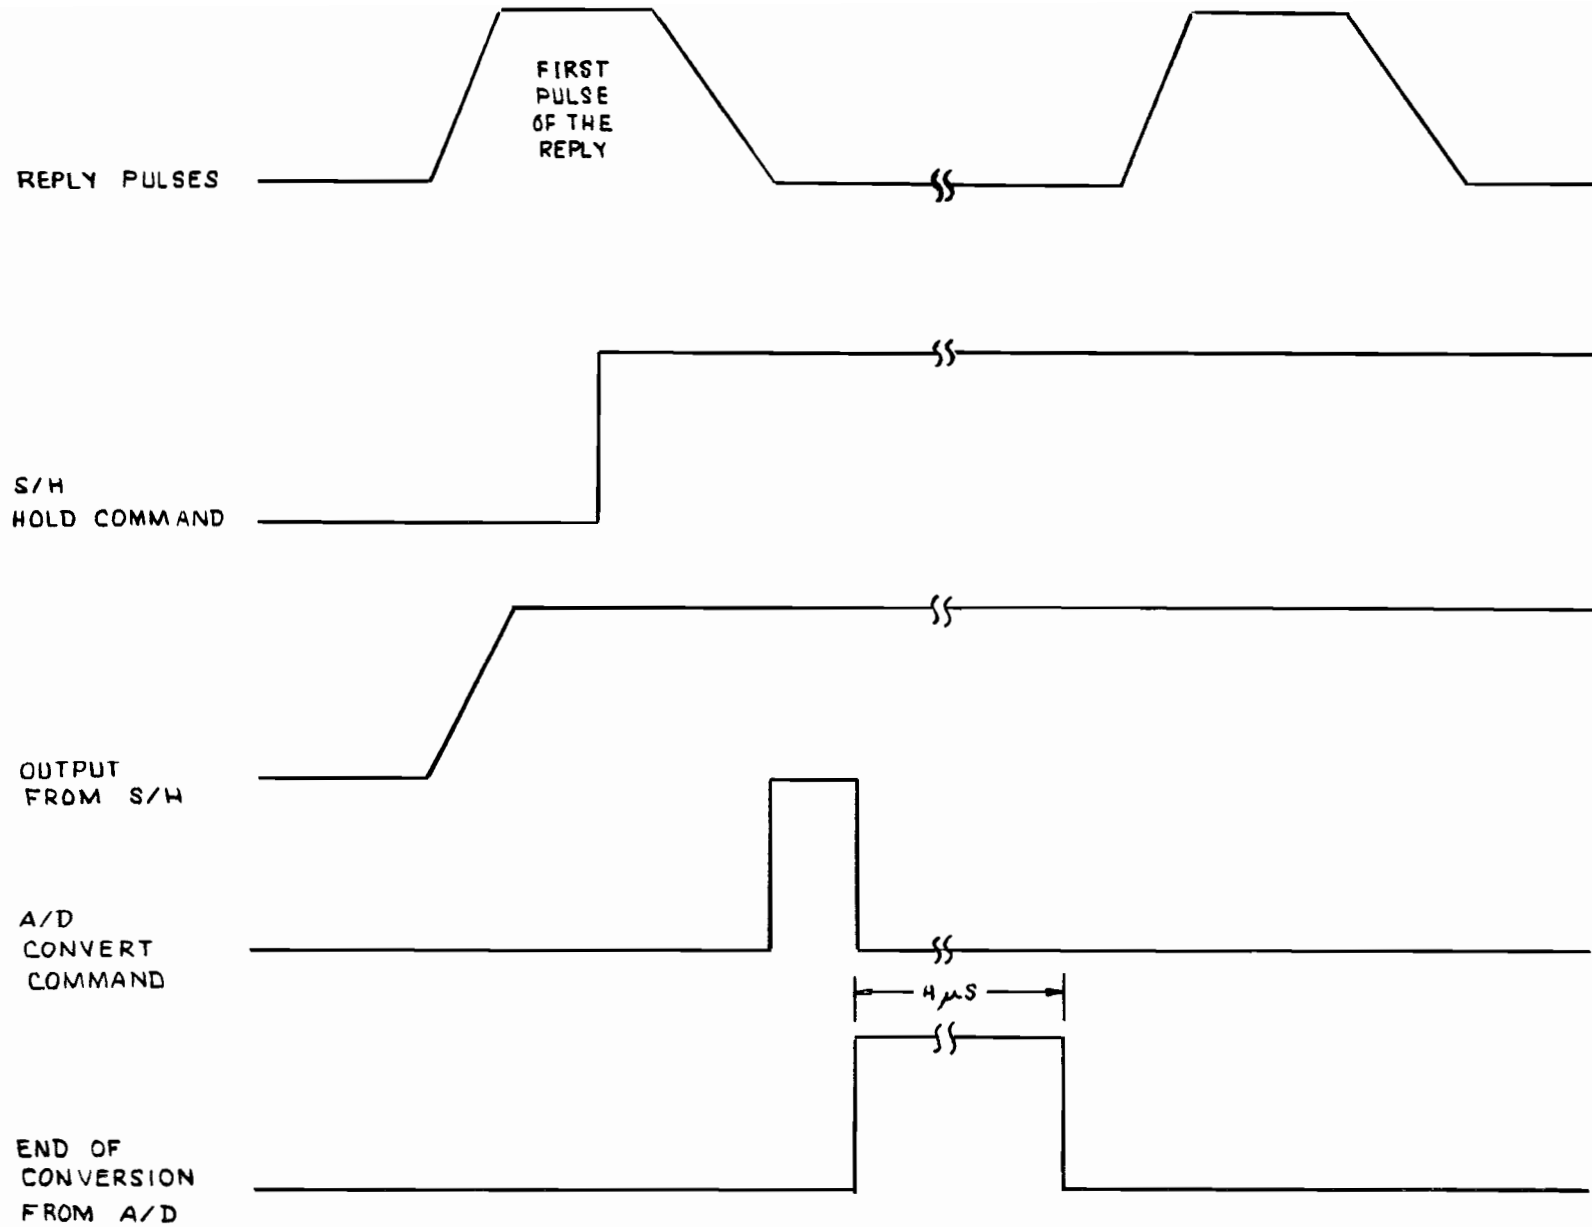 FIRST
PULSE
OF THE
REPLY
REPLY PULSES
S/H
HOLD COMMAND
OUTPUT
FROM S/H
A/D
CONVERT
COMMAND
4 μS
END OF
CONVERSION
FROM A/D